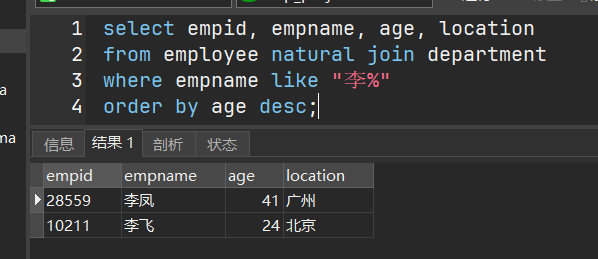 1 select empid, empname, age, location
2 from employee natural join department
3 where empname like "李%"
4 order by age desc;
信息 结果 1 剖析 状态
empid empname age location
28559 李凤 41 广州
10211 李飞 24 北京